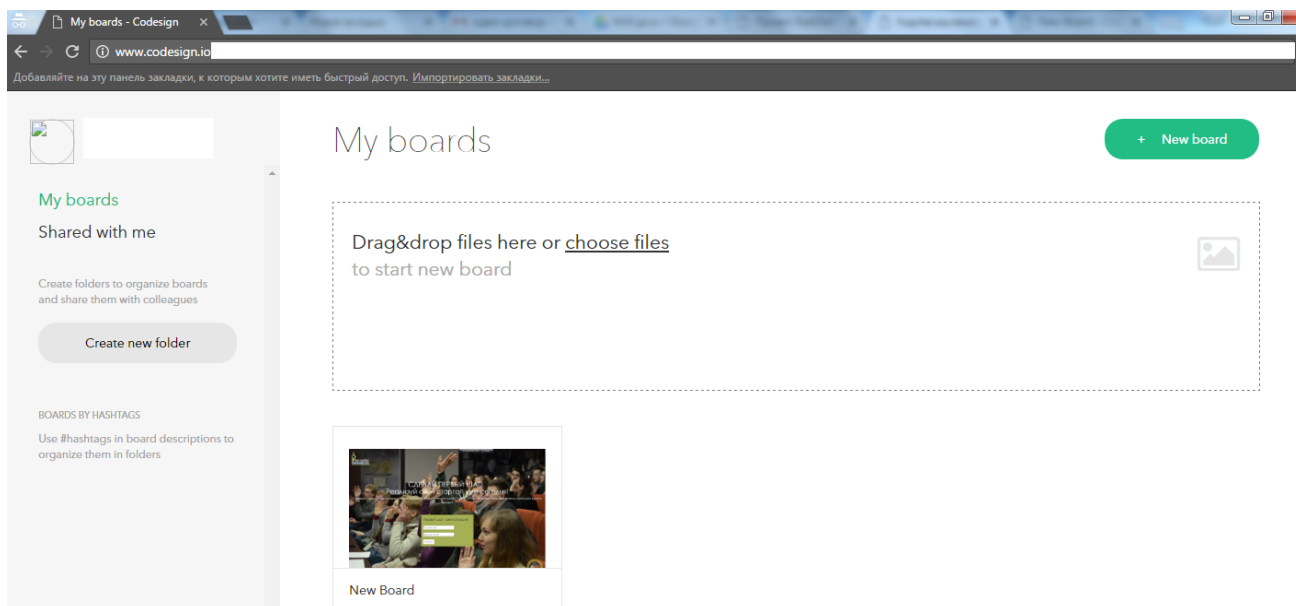 My boards - Codesign
www.codesign.io
Добавляйте на эту панель закладки, к которым хотите иметь быстрый доступ. Импортировать закладки...
My boards
+ New board
My boards
Shared with me
Drag&drop files here or choose files
to start new board
Create folders to organize boards
and share them with colleagues
Create new folder
BOARDS BY HASHTAGS
Use #hashtags in board descriptions to
organize them in folders
New Board